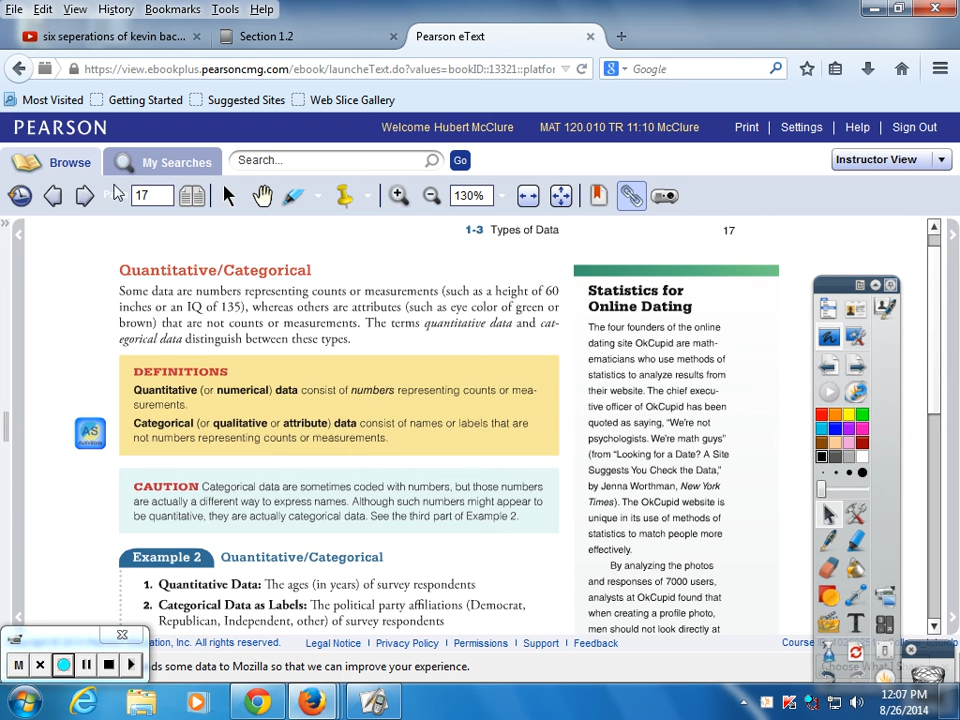 File Edit View History Bookmarks Tools Help
six seperations of kevin bac... × Section 1.2 × Pearson eText × +
https://view.ebookplus.pearsoncmg.com/ebook/launcheText.do?values=bookID::13321::platfor Google
Most Visited Getting Started Suggested Sites Web Slice Gallery
PEARSON Welcome Hubert McClure MAT 120.010 TR 11:10 McClure Print Settings Help Sign Out
Browse My Searches Search... Go Instructor View
17 130%
1-3 Types of Data 17
Quantitative/Categorical
Some data are numbers representing counts or measurements (such as a height of 60
inches or an IQ of 135), whereas others are attributes (such as eye color of green or
brown) that are not counts or measurements. The terms quantitative data and cat-
egorical data distinguish between these types.
DEFINITIONS
Quantitative (or numerical) data consist of numbers representing counts or mea-
surements.
Categorical (or qualitative or attribute) data consist of names or labels that are
not numbers representing counts or measurements.
AS
CAUTION Categorical data are sometimes coded with numbers, but those numbers
are actually a different way to express names. Although such numbers might appear to
be quantitative, they are actually categorical data. See the third part of Example 2.
Example 2 Quantitative/Categorical
1. Quantitative Data: The ages (in years) of survey respondents
2. Categorical Data as Labels: The political party affiliations (Democrat,
Republican, Independent, other) of survey respondents
Statistics for
Online Dating
The four founders of the online
dating site OkCupid are math-
ematicians who use methods of
statistics to analyze results from
their website. The chief execu-
tive officer of OkCupid has been
quoted as saying, "We're not
psychologists. We're math guys"
(from "Looking for a Date? A Site
Suggests You Check the Data,"
by Jenna Worthman, New York
Times). The OkCupid website is
unique in its use of methods of
statistics to match people more
effectively.
By analyzing the photos
and responses of 7000 users,
analysts at OkCupid found that
when creating a profile photo,
men should not look directly at
ation, Inc. All rights reserved. Legal Notice | Privacy Policy | Permissions | Support | Feedback Course
M
ds some data to Mozilla so that we can improve your experience. Choose What I Sh
12:07 PM
8/26/2014